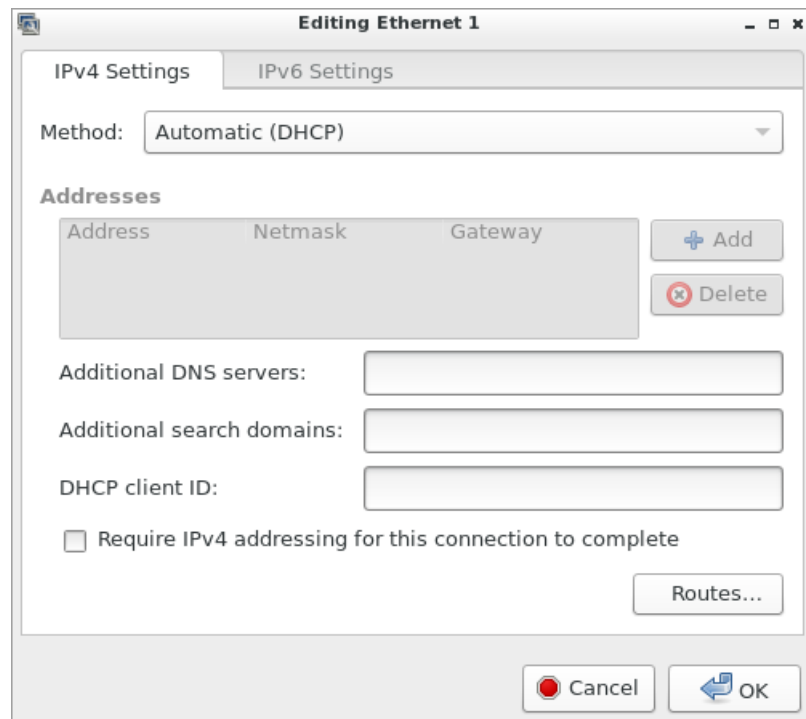 Editing Ethernet 1
IPv4 Settings
IPv6 Settings
Method:
Automatic (DHCP)
Addresses
Address Netmask Gateway
Add
Delete
Additional DNS servers:
Additional search domains:
DHCP client ID:
Require IPv4 addressing for this connection to complete
Routes...
Cancel
OK